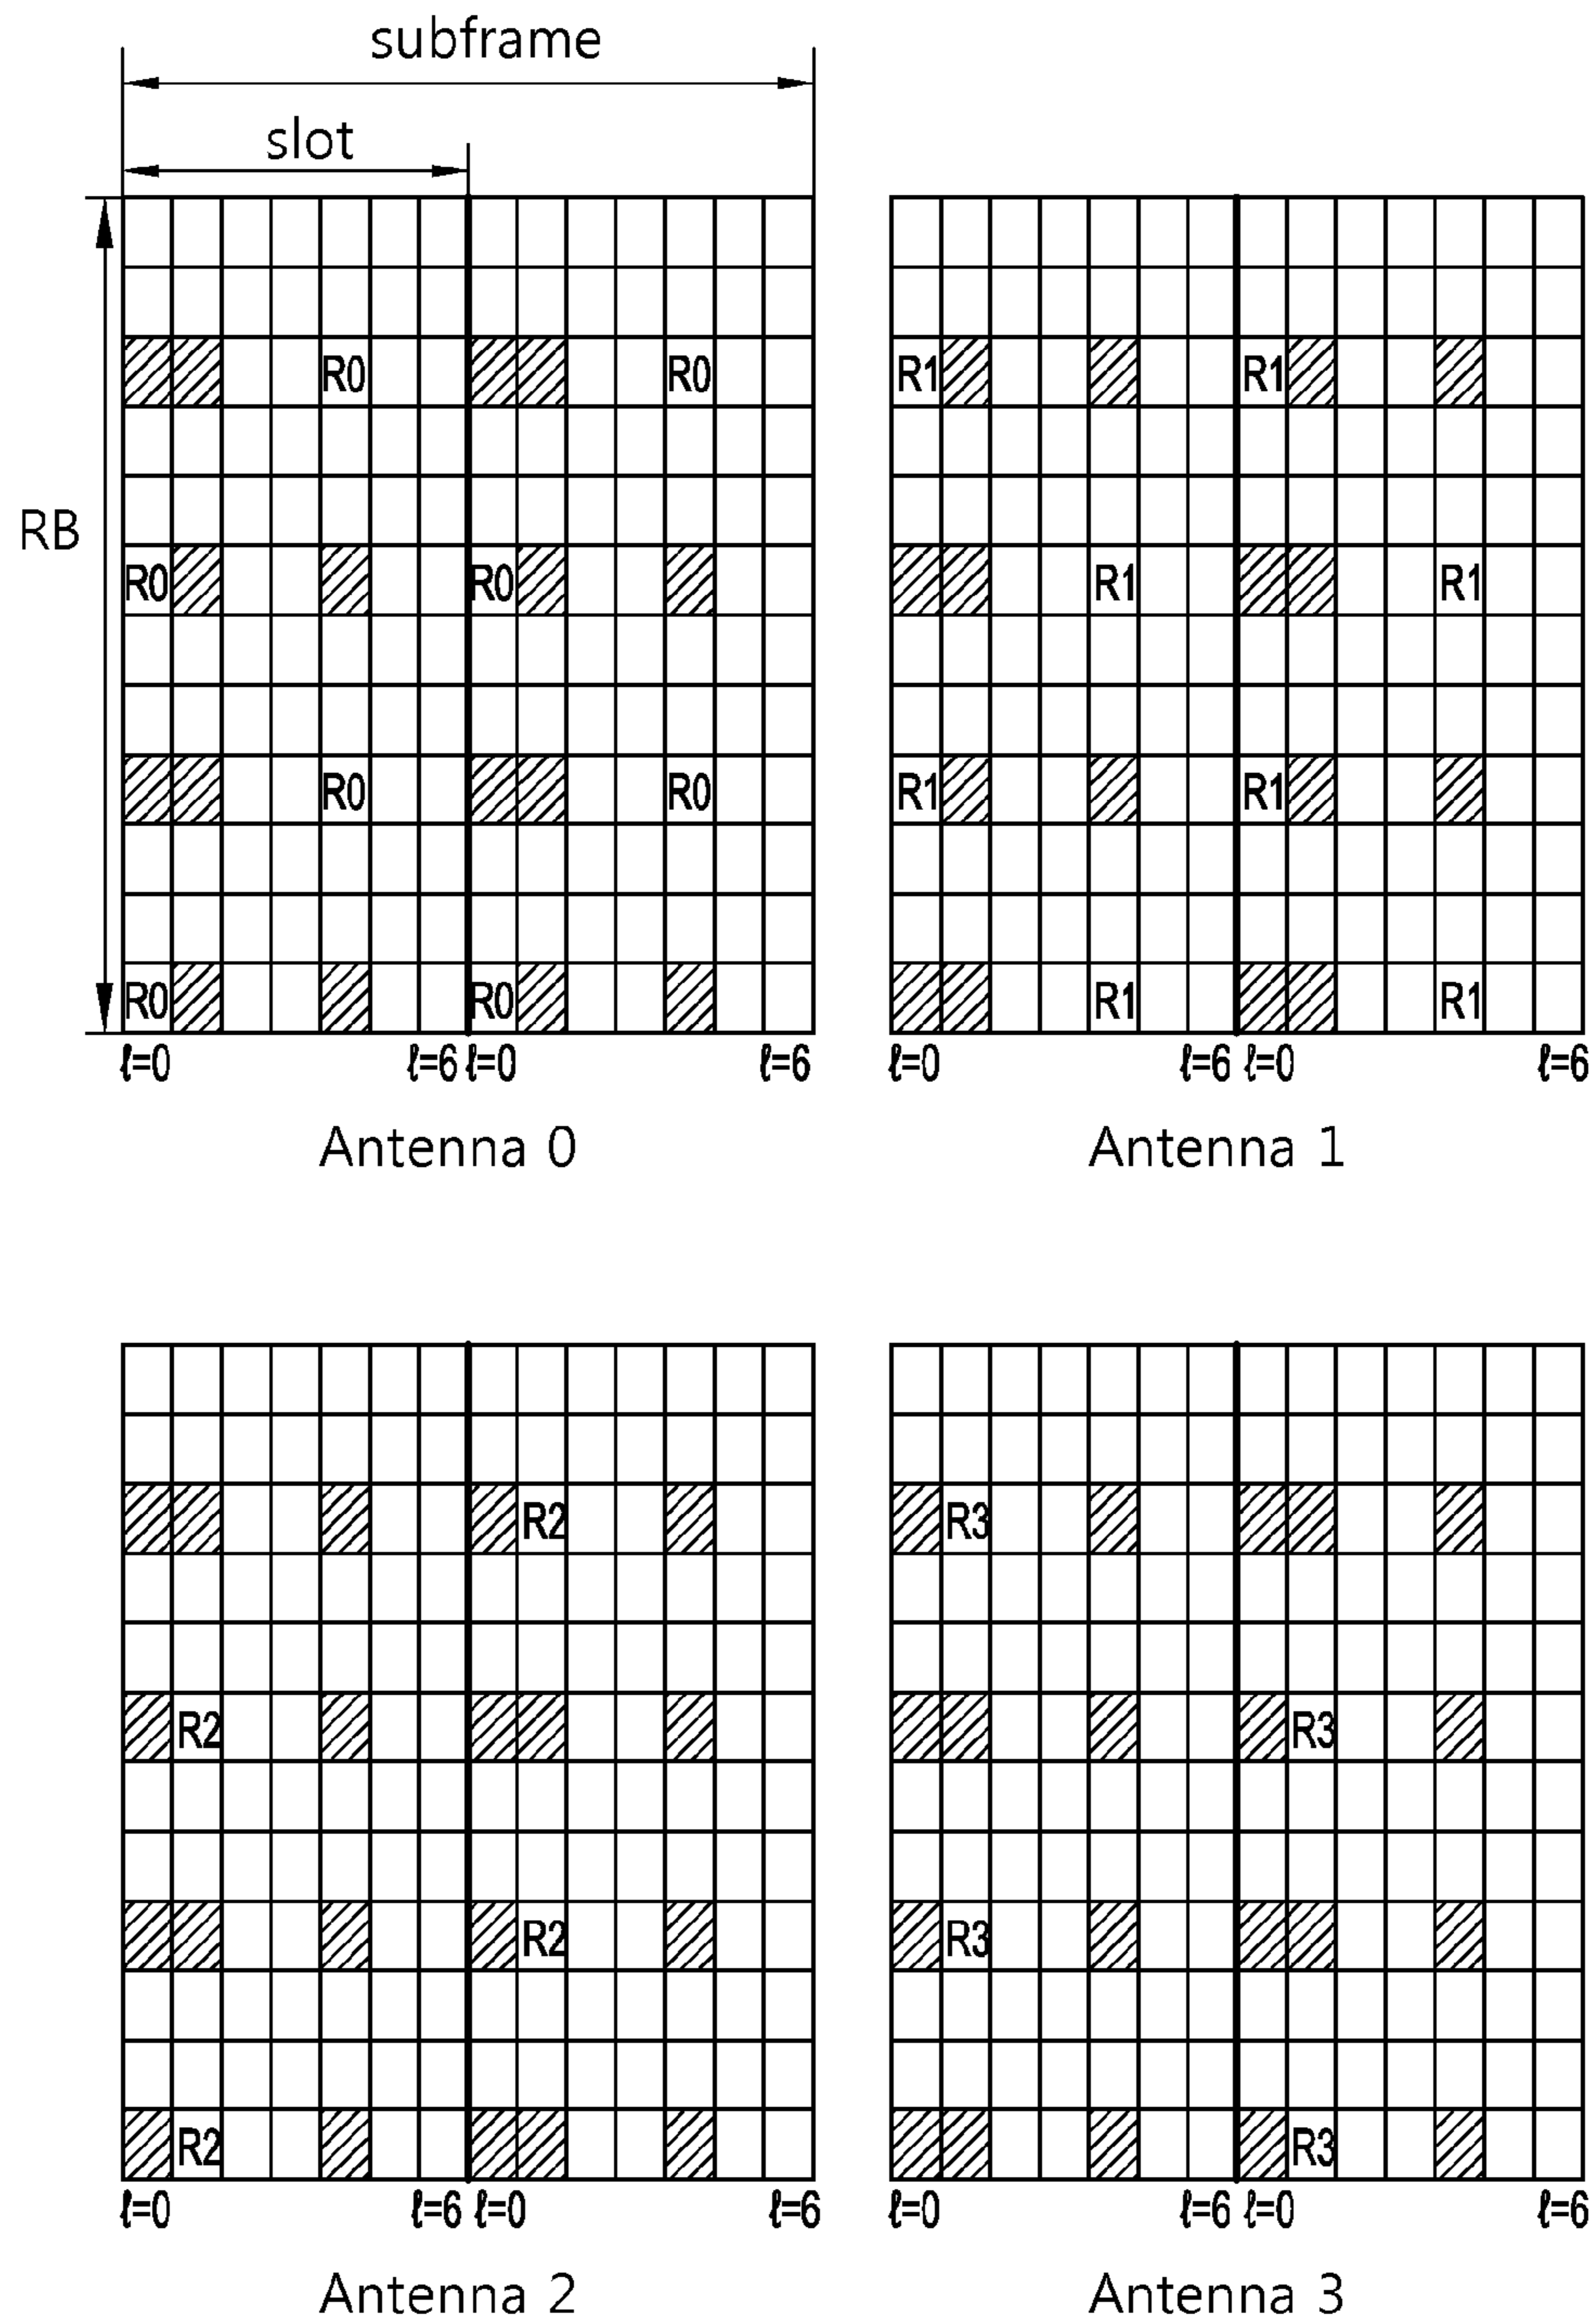 subframe
slot
R0 R0 R1 R1
RB
R0 R0 R1 R1
R0 R0 R1 R1
R0 R0 R1 R1
ℓ=0 ℓ=6 ℓ=0 ℓ=6 ℓ=0 ℓ=6 ℓ=0 ℓ=6
Antenna 0 Antenna 1
R2 R3
R2 R3
R2 R3
R2 R3
ℓ=0 ℓ=6 ℓ=0 ℓ=6 ℓ=0 ℓ=6 ℓ=0 ℓ=6
Antenna 2 Antenna 3